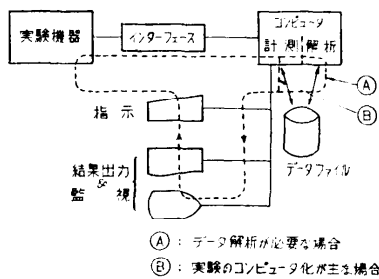 コンピュータ
実験機器
インターフェース
計測 解析
Ⓐ
Ⓑ
指示
結果出力
&
監視
データファイル
Ⓐ : データ解析が必要な場合
Ⓑ : 実験のコンピュータ化が主な場合